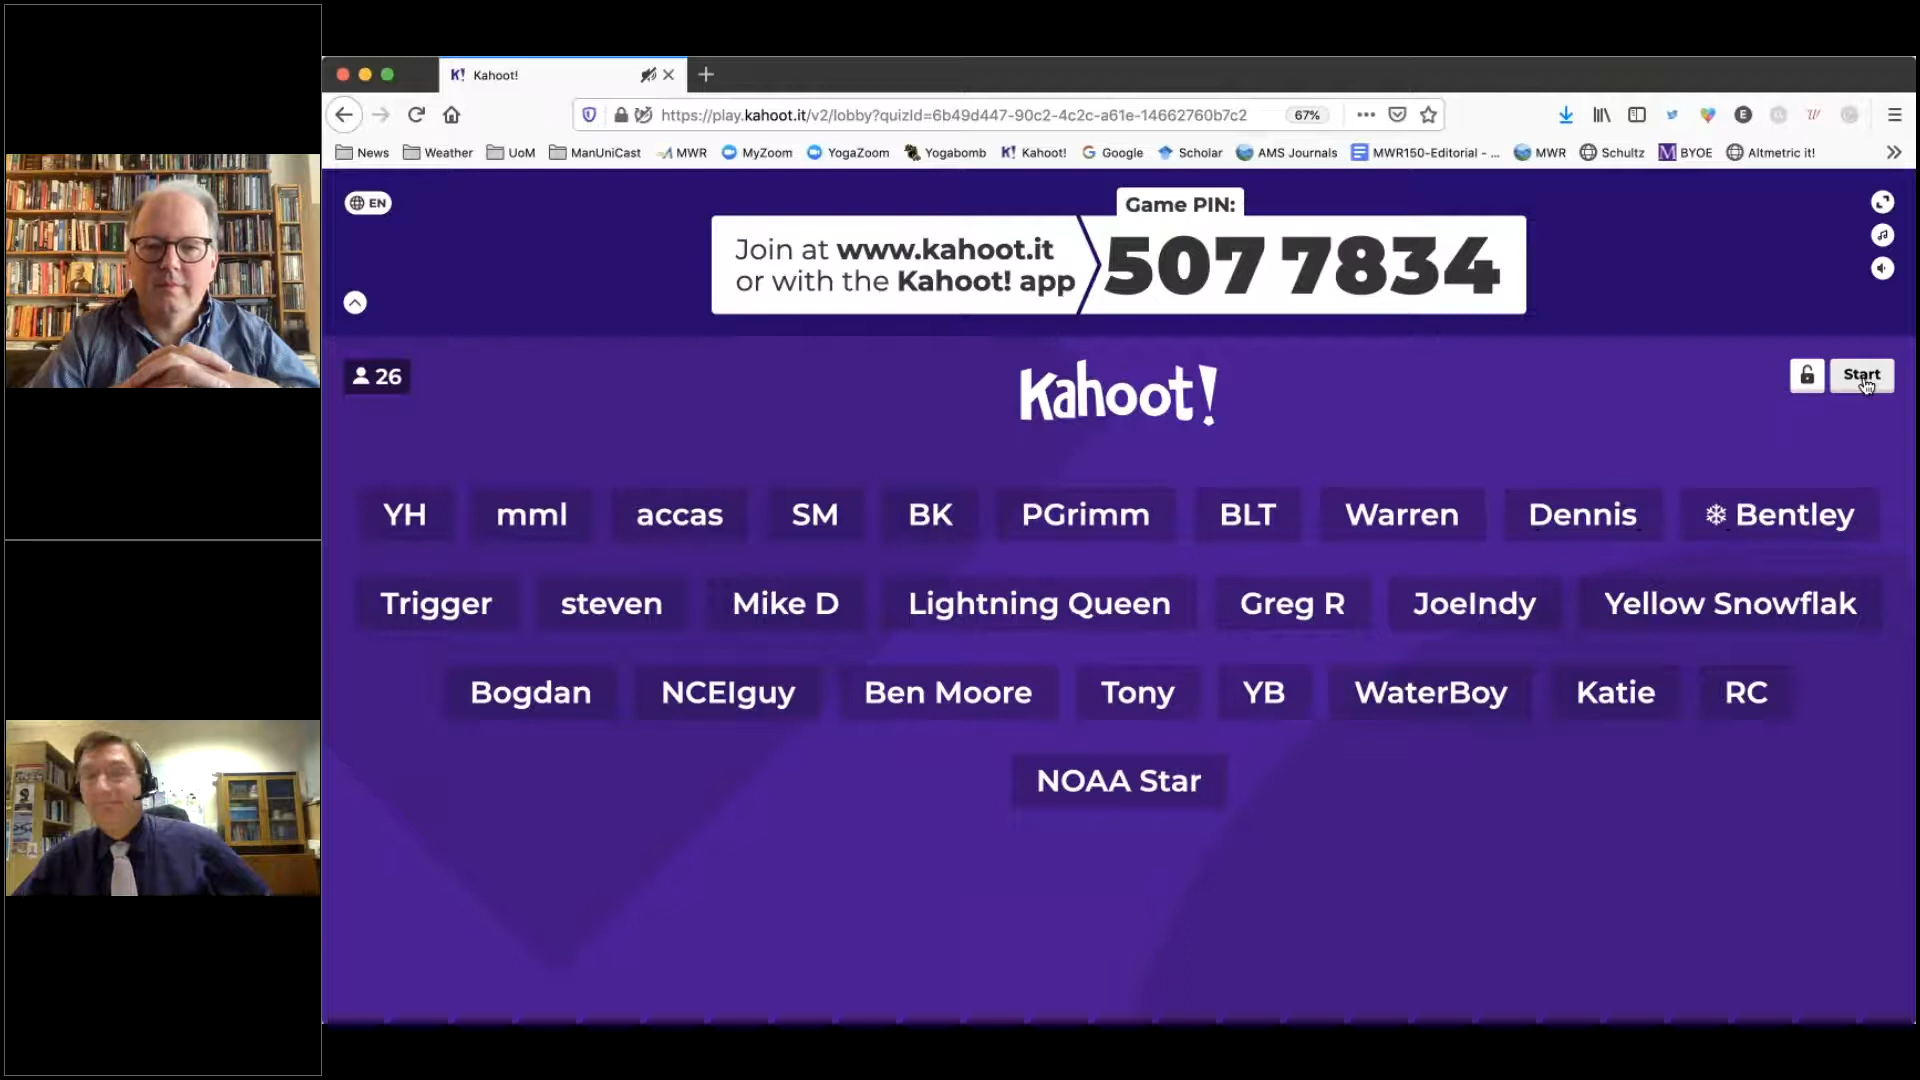 K! Kahoot!
https://play.kahoot.it/v2/lobby?quizId=6b49d447-90c2-4c2c-a61e-14662760b7c2 67%
News Weather UoM ManUniCast MWR MyZoom YogaZoom Yogabomb K! Kahoot! Google Scholar AMS Journals MWR150-Editorial - ... MWR Schultz BYOE Altmetric it!
EN
Game PIN:
Join at www.kahoot.it
or with the Kahoot! app
507 7834
26
Kahoot!
Start
YH mml accas SM BK PGrimm BLT Warren Dennis ❄ Bentley
Trigger steven Mike D Lightning Queen Greg R JoeIndy Yellow Snowflak
Bogdan NCEIguy Ben Moore Tony YB WaterBoy Katie RC
NOAA Star